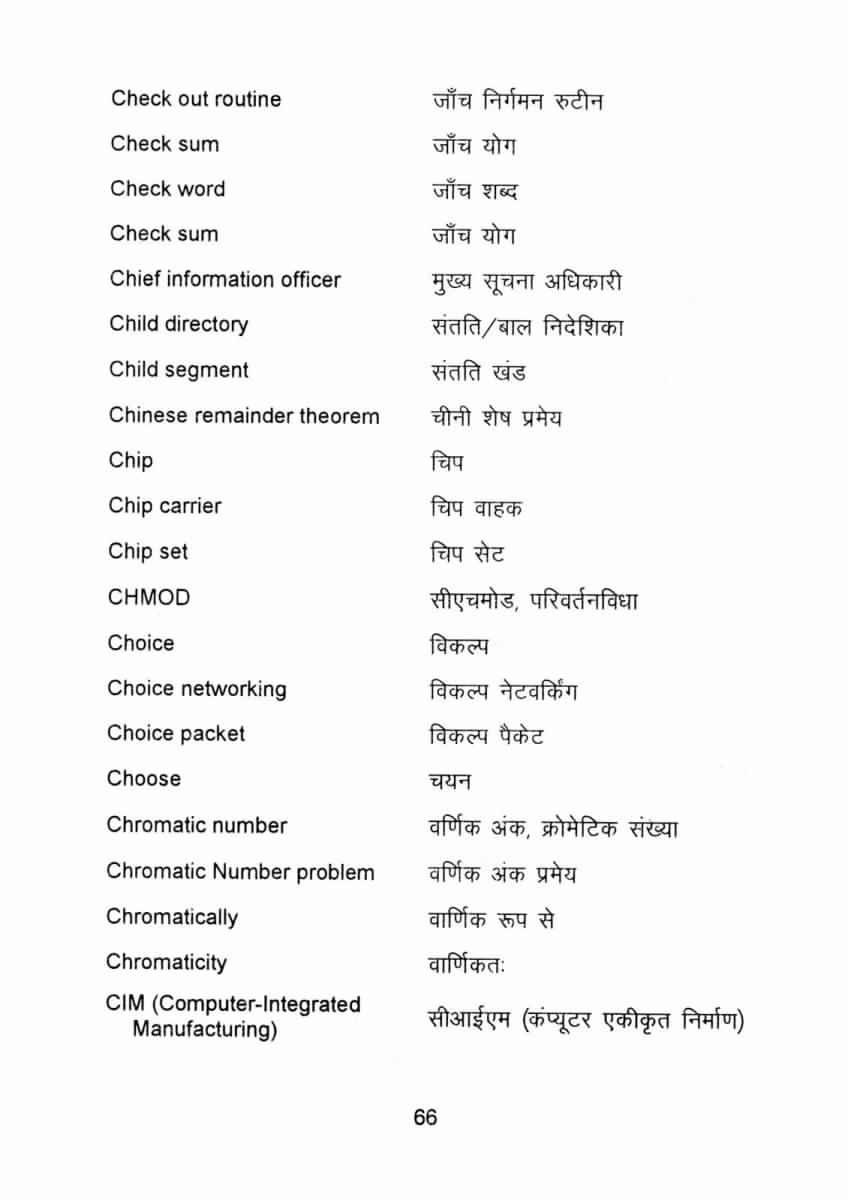 Check out routine जाँच निर्गमन रुटीन
Check sum जाँच योग
Check word जाँच शब्द
Check sum जाँच योग
Chief information officer मुख्य सूचना अधिकारी
Child directory संतति/बाल निदेशिका
Child segment संतति खंड
Chinese remainder theorem चीनी शेष प्रमेय
Chip चिप
Chip carrier चिप वाहक
Chip set चिप सेट
CHMOD सीएचमोड, परिवर्तनविधा
Choice विकल्प
Choice networking विकल्प नेटवर्किंग
Choice packet विकल्प पैकेट
Choose चयन
Chromatic number वर्णिक अंक, क्रोमेटिक संख्या
Chromatic Number problem वर्णिक अंक प्रमेय
Chromatically वार्णिक रूप से
Chromaticity वार्णिकतः
CIM (Computer-Integrated
Manufacturing) सीआईएम (कंप्यूटर एकीकृत निर्माण)
66